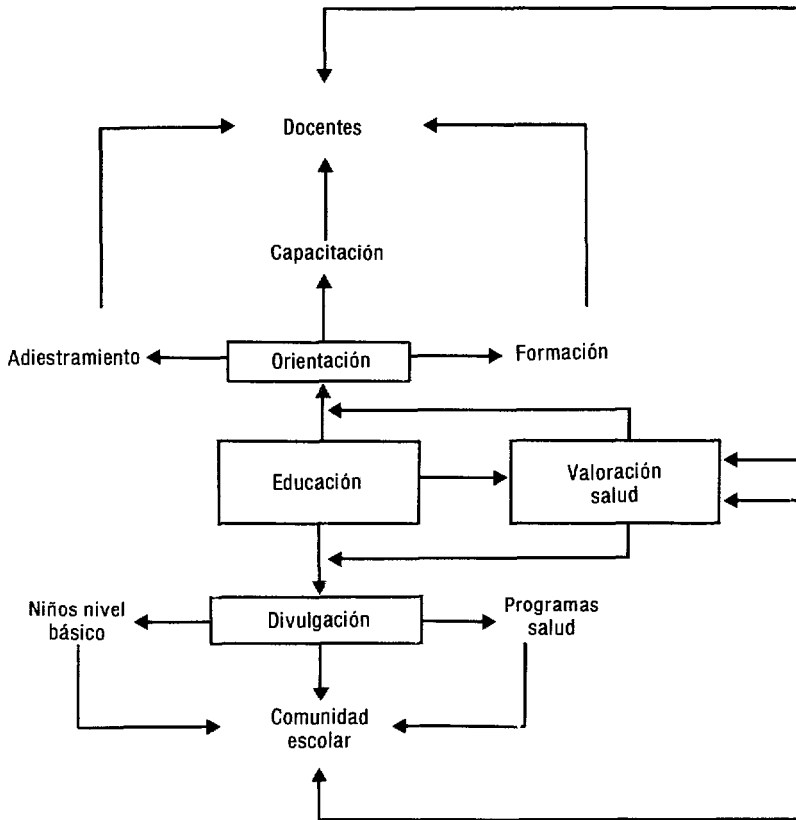 Docentes
Capacitación
Adiestramiento
Orientación
Formación
Educación
Valoración
salud
Niños nivel
básico
Divulgación
Programas
salud
Comunidad
escolar